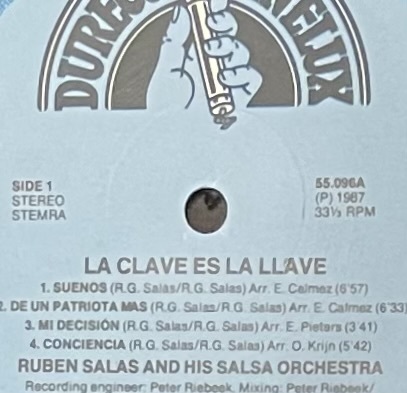 SIDE 1
STEREO
STEMRA
55.096A
(P) 1987
33⅓ RPM
LA CLAVE ES LA LLAVE
1. SUENOS (R.G. Salas/R.G. Salas) Arr. E. Calmez (6'57)
2. DE UN PATRIOTA MAS (R.G. Salas/R.G. Salas) Arr. E. Calmez (6'33)
3. MI DECISIÓN (R.G. Salas/R.G. Salas) Arr. E. Pieters (3'41)
4. CONCIENCIA (R.G. Salas/R.G. Salas) Arr. O. Krijn (5'42)
RUBEN SALAS AND HIS SALSA ORCHESTRA
Recording engineer: Peter Riebeek. Mixing: Peter Riebeek/